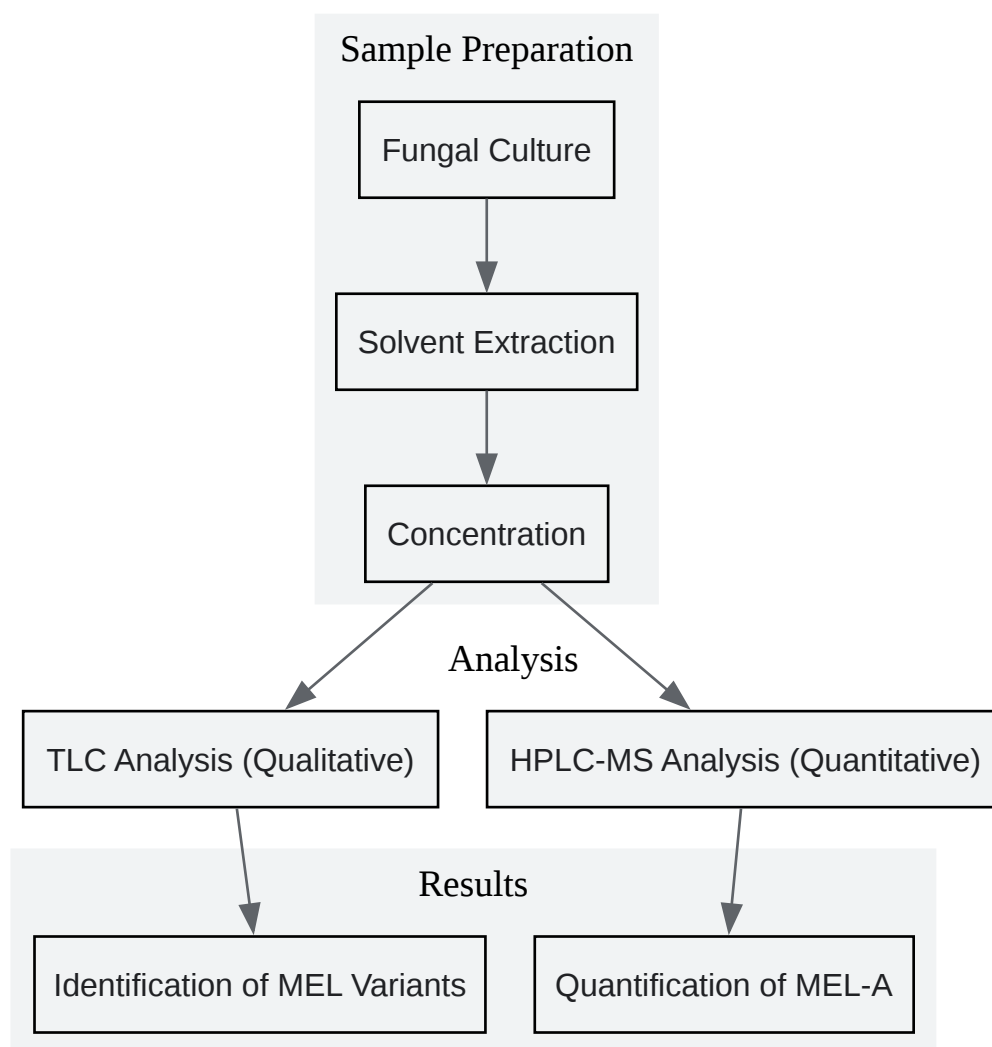 Sample Preparation
Fungal Culture
Solvent Extraction
Concentration
Analysis
TLC Analysis (Qualitative)
HPLC-MS Analysis (Quantitative)
Results
Identification of MEL Variants
Quantification of MEL-A